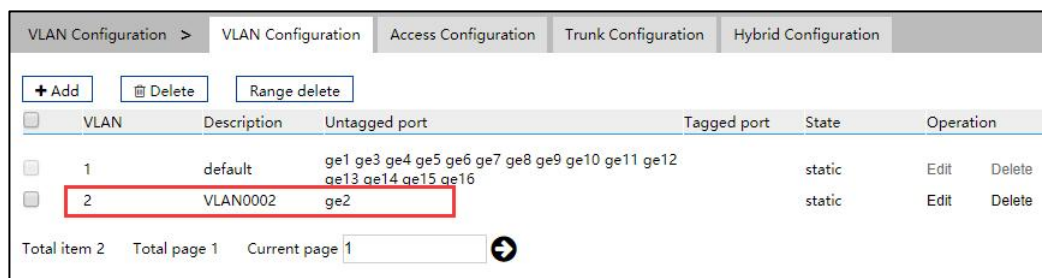 VLAN Configuration > VLAN Configuration Access Configuration Trunk Configuration Hybrid Configuration
+ Add Delete Range delete
VLAN Description Untagged port Tagged port State Operation
1 default ge1 ge3 ge4 ge5 ge6 ge7 ge8 ge9 ge10 ge11 ge12 static Edit Delete
ge13 ge14 ge15 ge16
2 VLAN0002 ge2 static Edit Delete
Total item 2 Total page 1 Current page 1